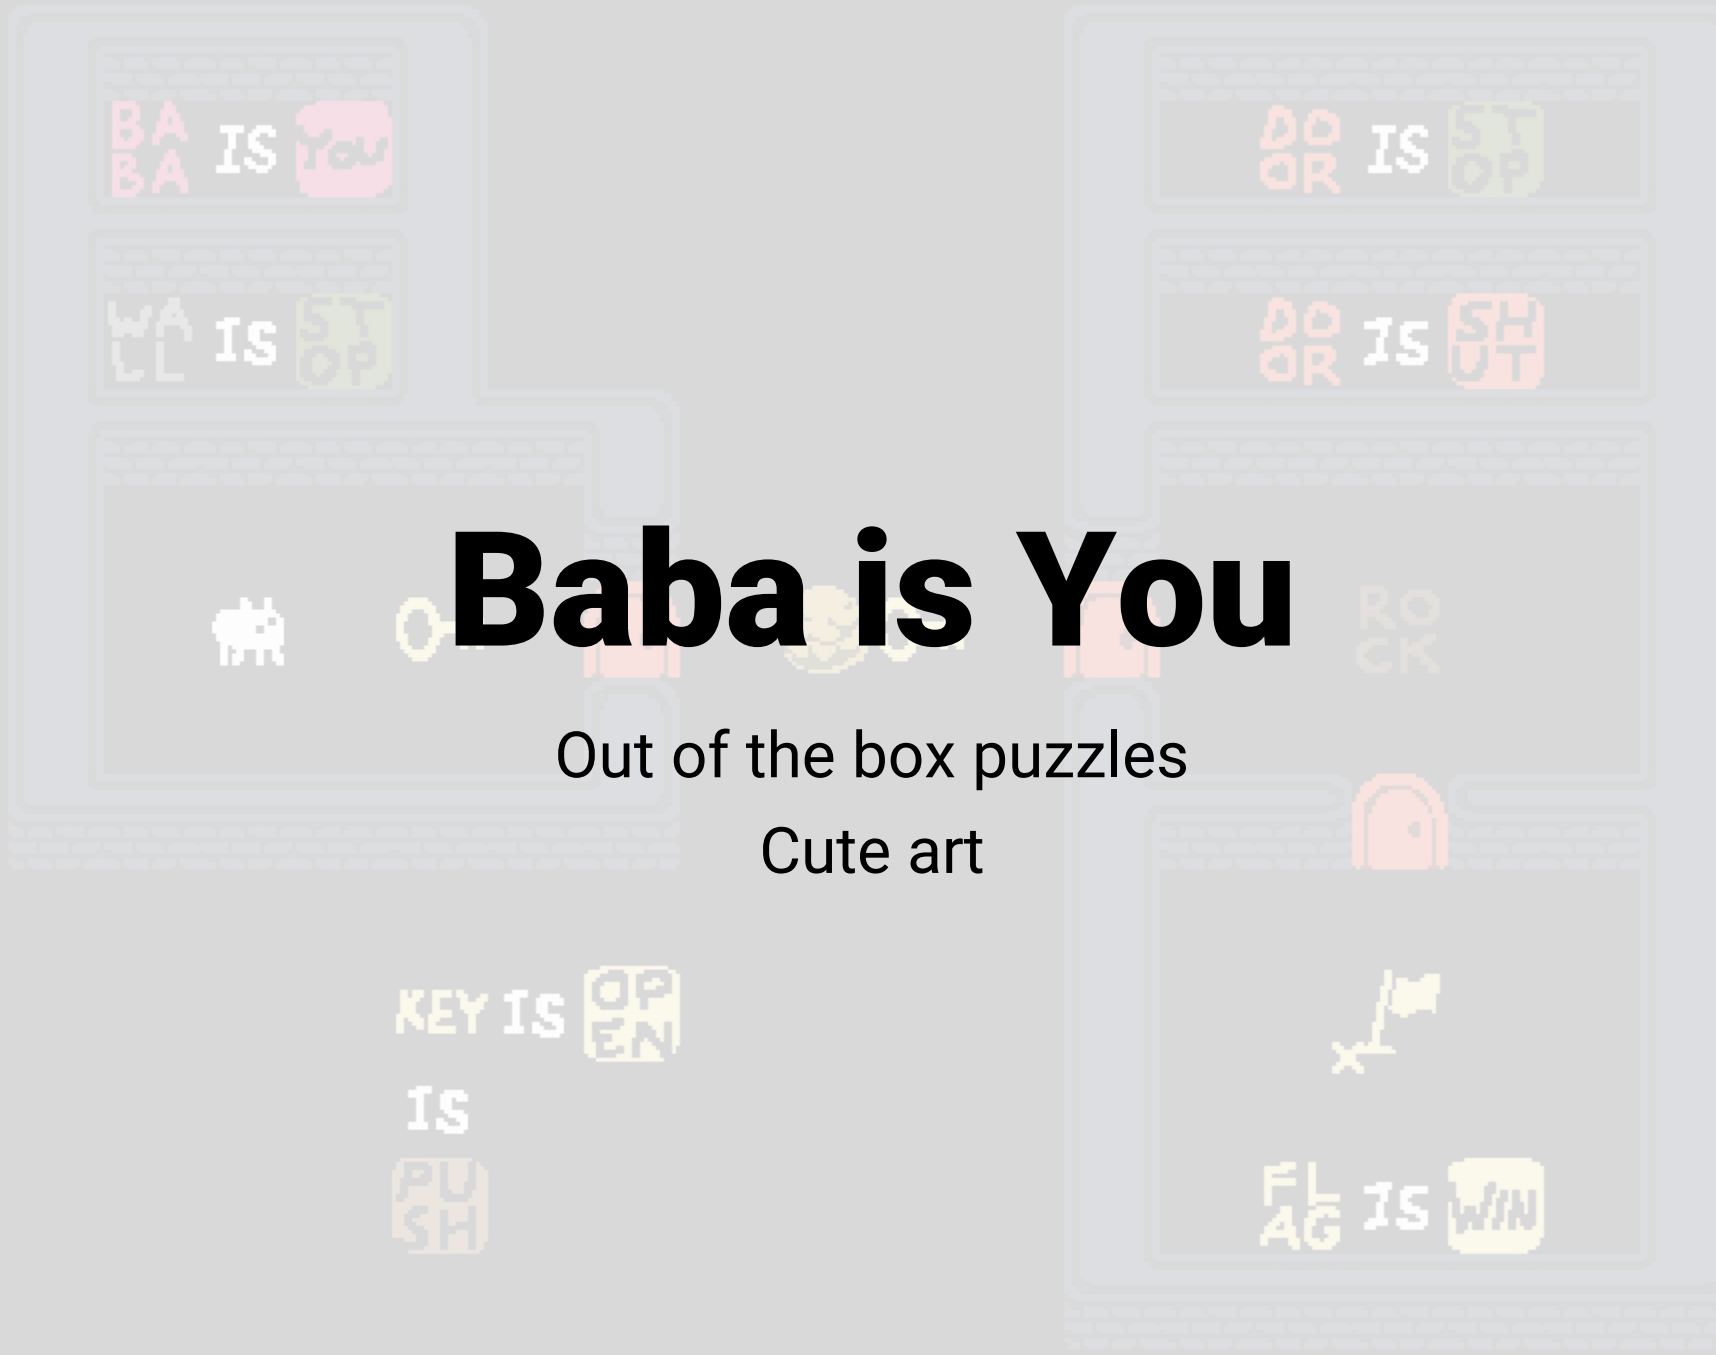 BABA IS YOU
DOOR IS STOP
WALL IS STOP
DOOR IS SHUT
Baba is You
ROCK
Out of the box puzzles
Cute art
KEY IS OPEN
IS
PUSH
FLAG IS WIN